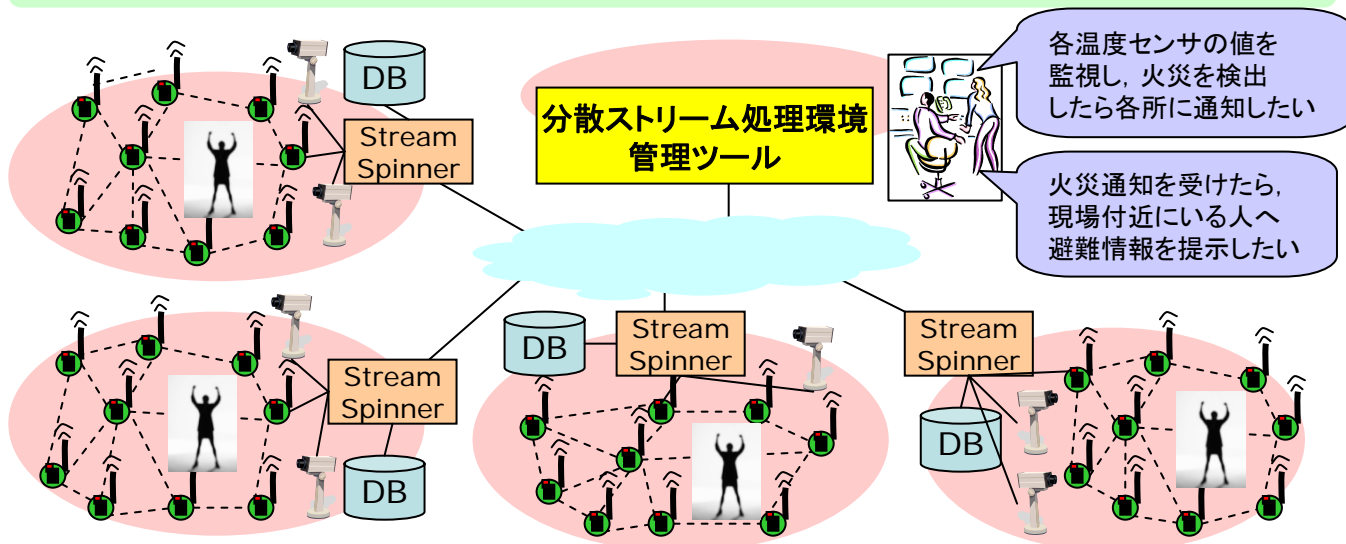 DB
Stream
Spinner
分散ストリーム処理環境
管理ツール
各温度センサの値を
監視し，火災を検出
したら各所に通知したい
火災通知を受けたら，
現場付近にいる人へ
避難情報を提示したい
Stream
Spinner
DB
DB
Stream
Spinner
Stream
Spinner
DB